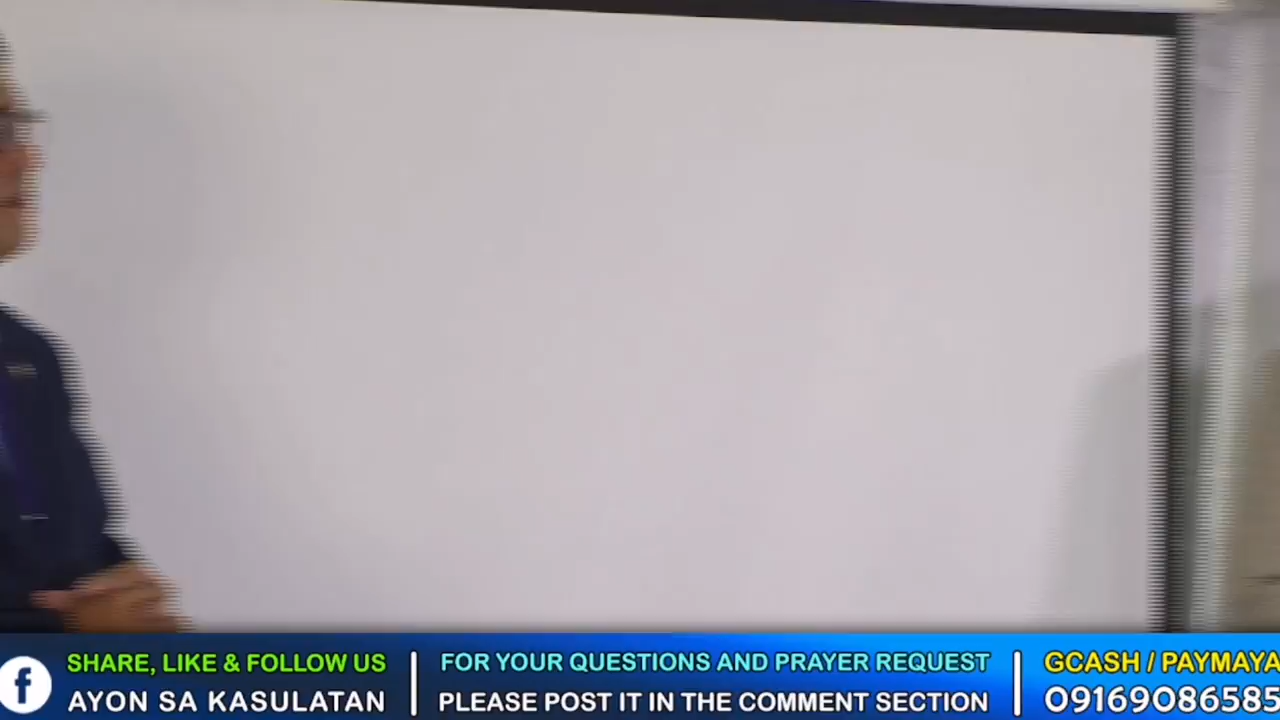 SHARE, LIKE & FOLLOW US
AYON SA KASULATAN
FOR YOUR QUESTIONS AND PRAYER REQUEST
PLEASE POST IT IN THE COMMENT SECTION
GCASH / PAYMAYA
09169086585